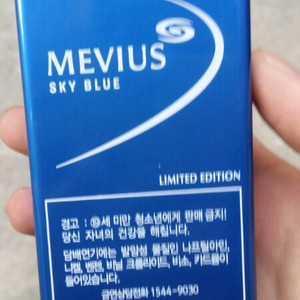 MEVIUS
SKY BLUE
LIMITED EDITION
경고 : ⑲세 미만 청소년에게 판매 금지!
당신 자녀의 건강을 해칩니다.
담배연기에는 발암성 물질인 나프틸아민,
니켈, 벤젠, 비닐 크롤라이드, 비소, 카드뮴이
들어있습니다.
금연상담전화 1544-9030